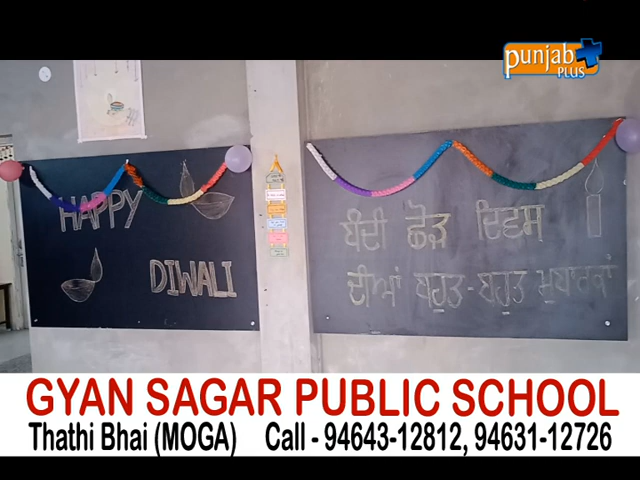 punjab
PLUS
HAPPY
DIWALI
ਬੰਦੀ ਛੋੜ ਦਿਵਸ
ਦੀਆਂ ਬਹੁਤ-ਬਹੁਤ ਮੁਬਾਰਕਾਂ
GYAN SAGAR PUBLIC SCHOOL
Thathi Bhai (MOGA) Call - 94643-12812, 94631-12726